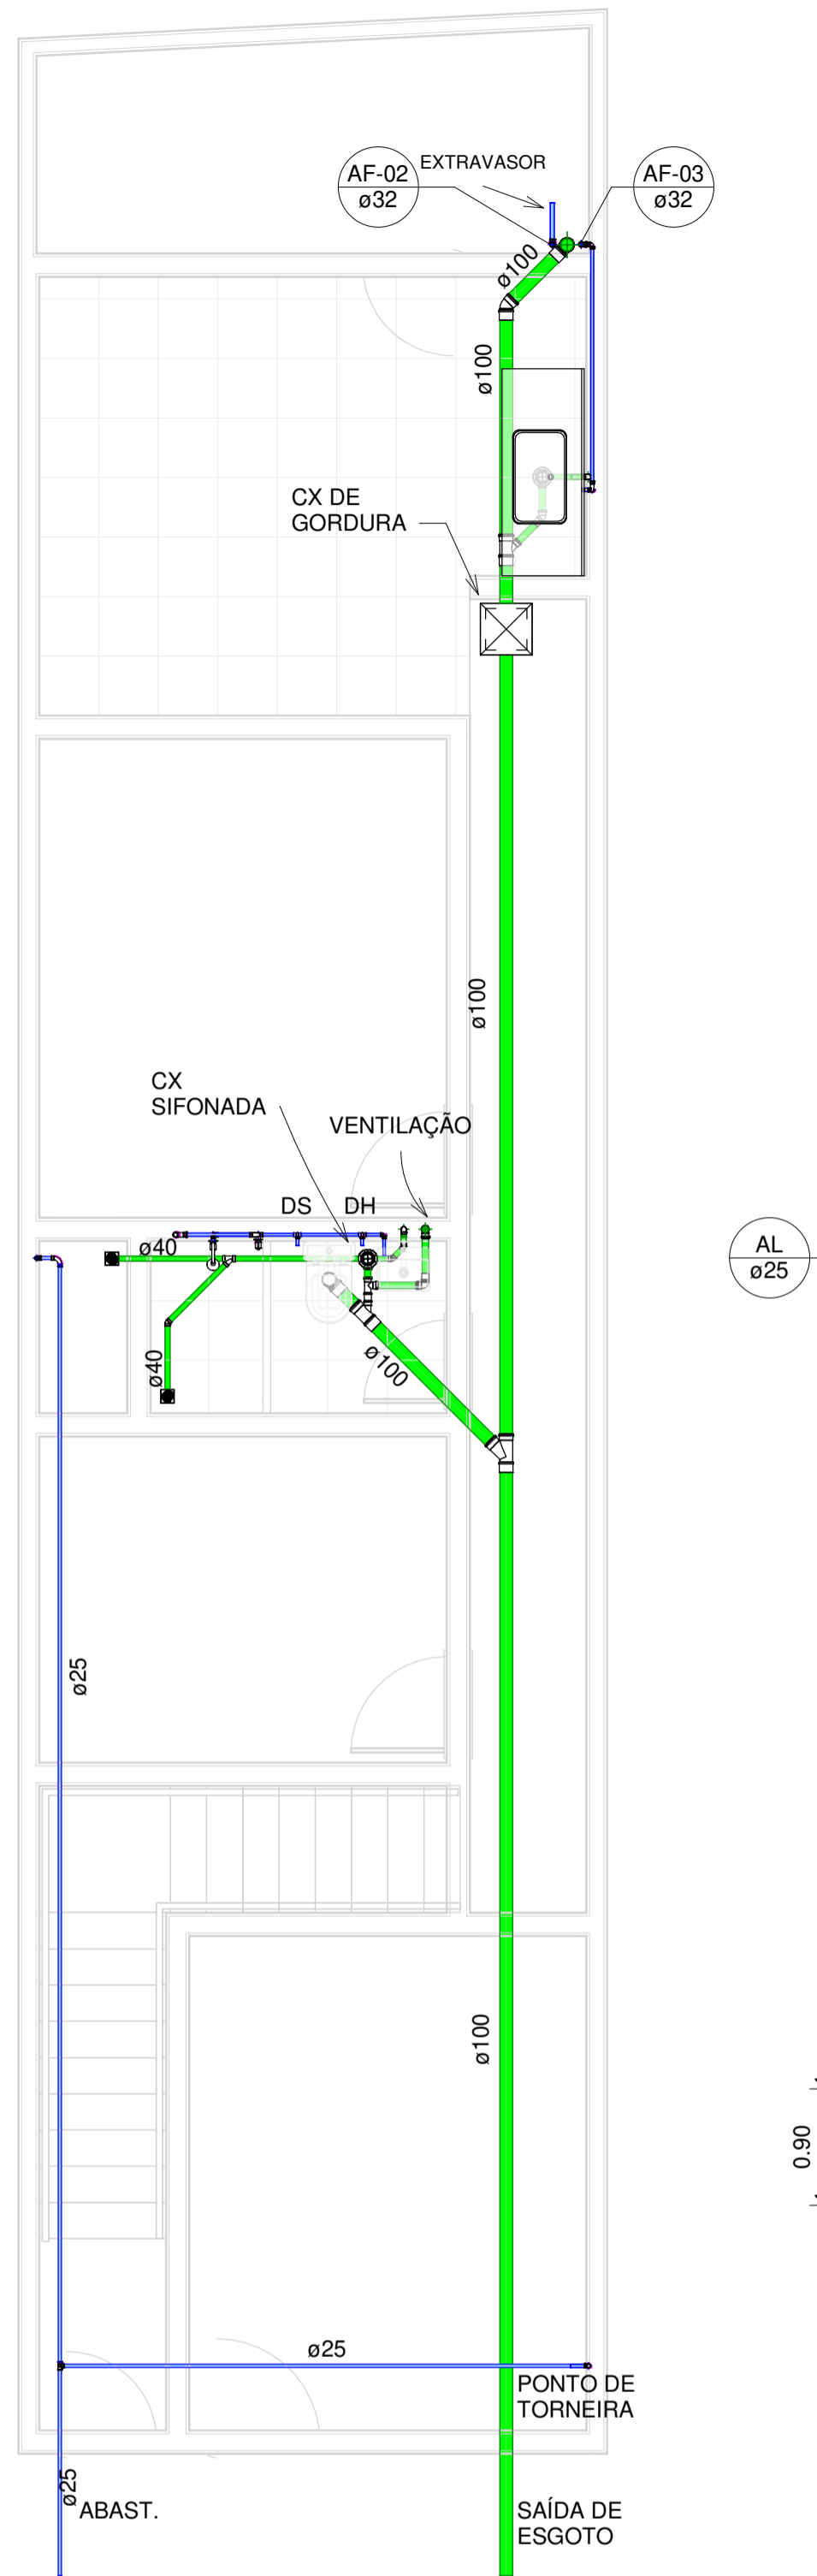 EXTRAVASOR
AF-02
ø32
AF-03
ø32
ø100
ø100
CX DE
GORDURA
ø100
CX
SIFONADA
VENTILAÇÃO
DS
DH
ø40
AL
ø25
ø40
ø100
ø25
ø100
0.90
ø25
PONTO DE
TORNEIRA
ø25
ABAST.
SAÍDA DE
ESGOTO